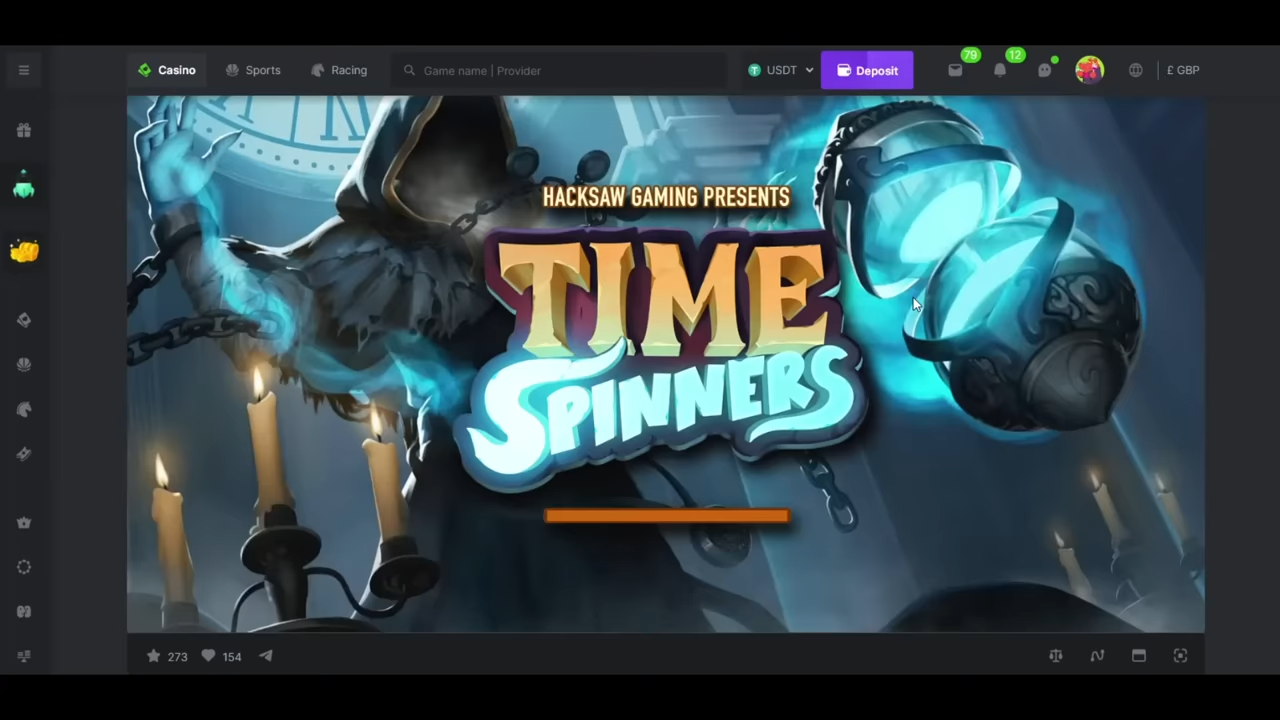 Casino
Sports
Racing
Game name | Provider
USDT
Deposit
79
12
£ GBP
HACKSAW GAMING PRESENTS
TIME
SPINNERS
273
154